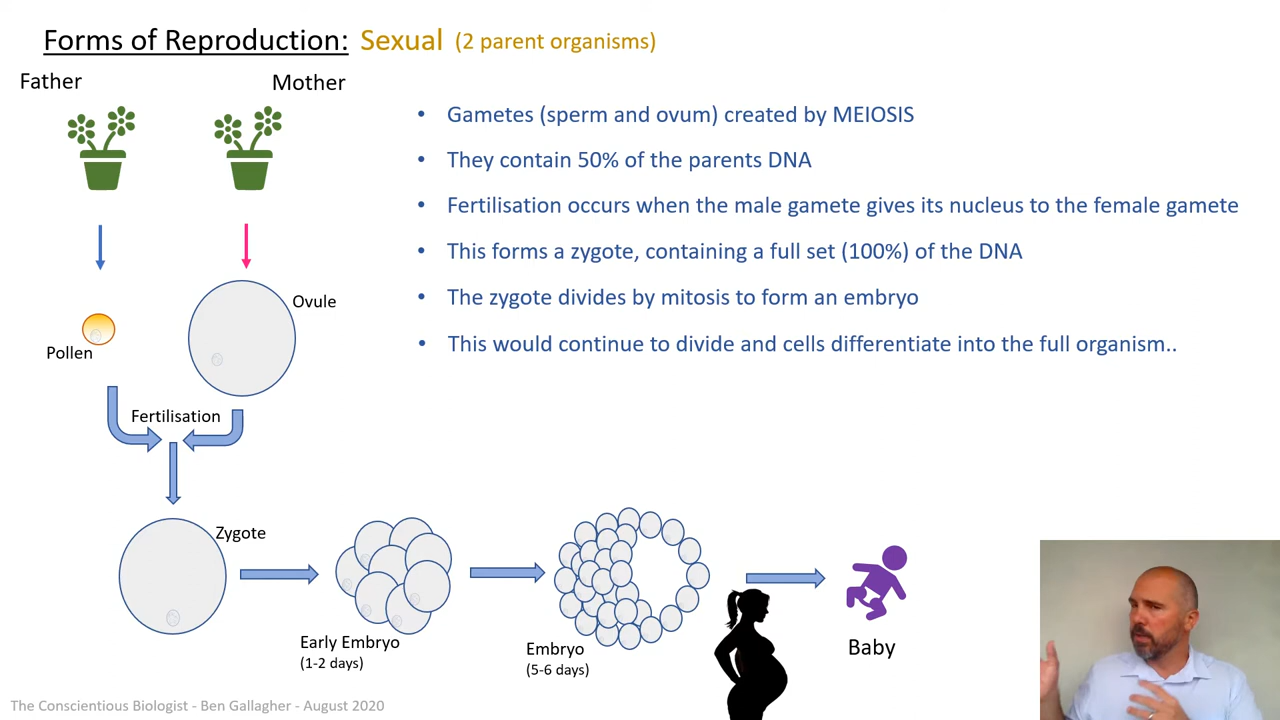 Forms of Reproduction: Sexual (2 parent organisms)
Father
Mother
• Gametes (sperm and ovum) created by MEIOSIS
• They contain 50% of the parents DNA
• Fertilisation occurs when the male gamete gives its nucleus to the female gamete
• This forms a zygote, containing a full set (100%) of the DNA
• The zygote divides by mitosis to form an embryo
• This would continue to divide and cells differentiate into the full organism..
Ovule
Pollen
Fertilisation
Zygote
Early Embryo
(1-2 days)
Embryo
(5-6 days)
Baby
The Conscientious Biologist - Ben Gallagher - August 2020